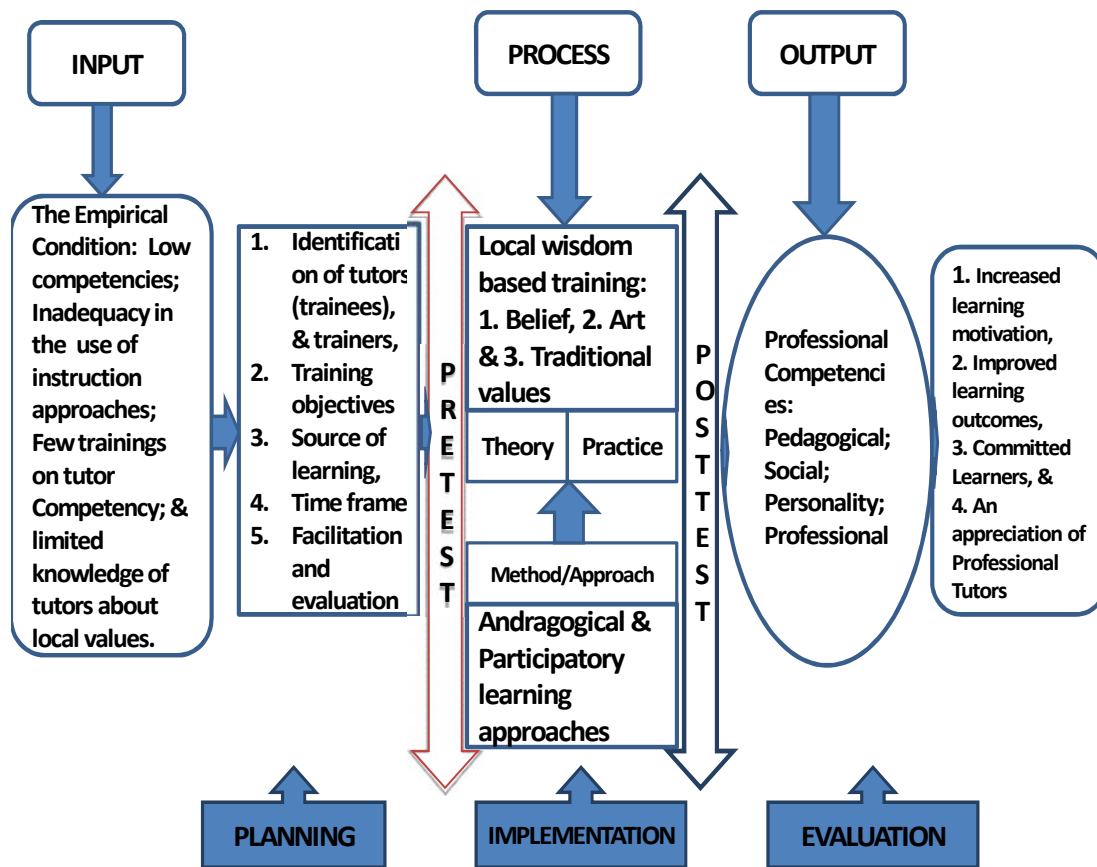 INPUT
PROCESS
OUTPUT
The Empirical
Condition: Low
competencies;
Inadequacy in
the use of
instruction
approaches;
Few trainings
on tutor
Competency; &
limited
knowledge of
tutors about
local values.
1. Identificati
on of tutors
(trainees),
& trainers,
2. Training
objectives
3. Source of
learning,
4. Time frame
5. Facilitation
and
evaluation
P
R
E
T
E
S
T
Local wisdom
based training:
1. Belief, 2. Art
& 3. Traditional
values
Theory
Practice
Method/Approach
Andragogical &
Participatory
learning
approaches
P
O
S
T
T
E
S
T
Professional
Competenci
es:
Pedagogical;
Social;
Personality;
Professional
1. Increased
learning
motivation,
2. Improved
learning
outcomes,
3. Committed
Learners, &
4. An
appreciation of
Professional
Tutors
PLANNING
IMPLEMENTATION
EVALUATION